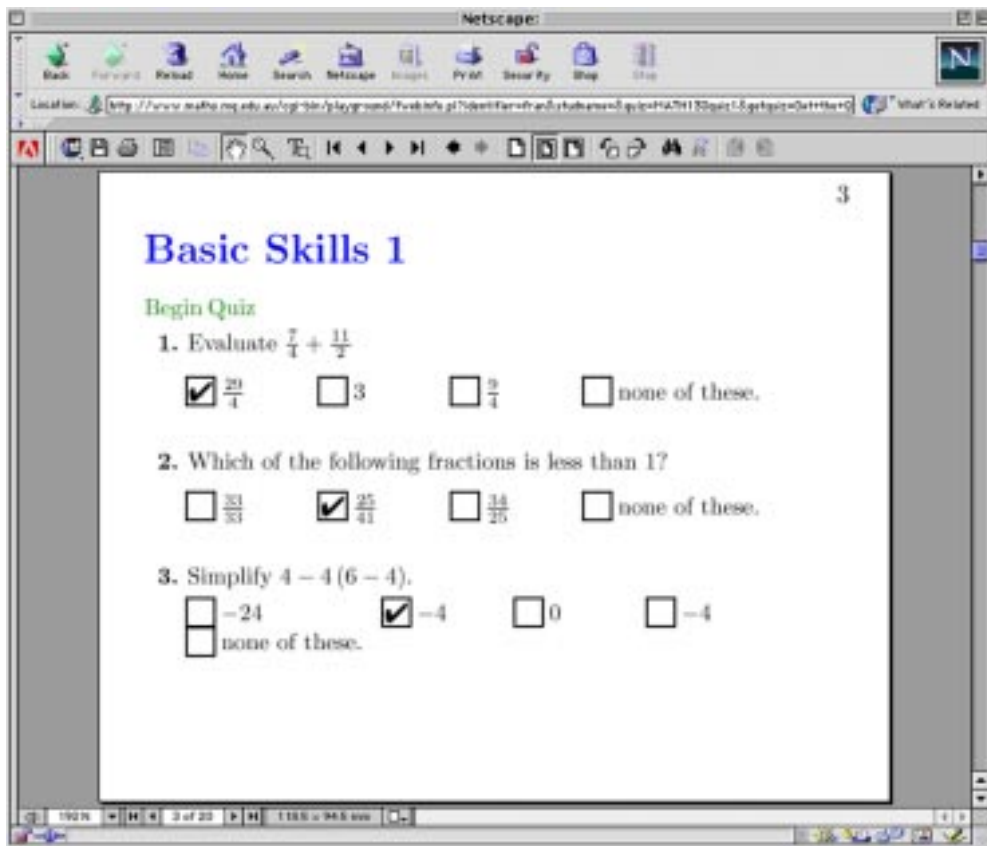 Netscape:
Back Forward Reload Home Search Netscape Images Print Security Shop Stop
Location: What's Related
3
Basic Skills 1
Begin Quiz
1. Evaluate 7/4 + 11/2
29/4 3 9/4 none of these.
2. Which of the following fractions is less than 1?
33/33 25/41 34/25 none of these.
3. Simplify 4 − 4 (6 − 4).
−24 −4 0 −4
none of these.
192% 3 of 20